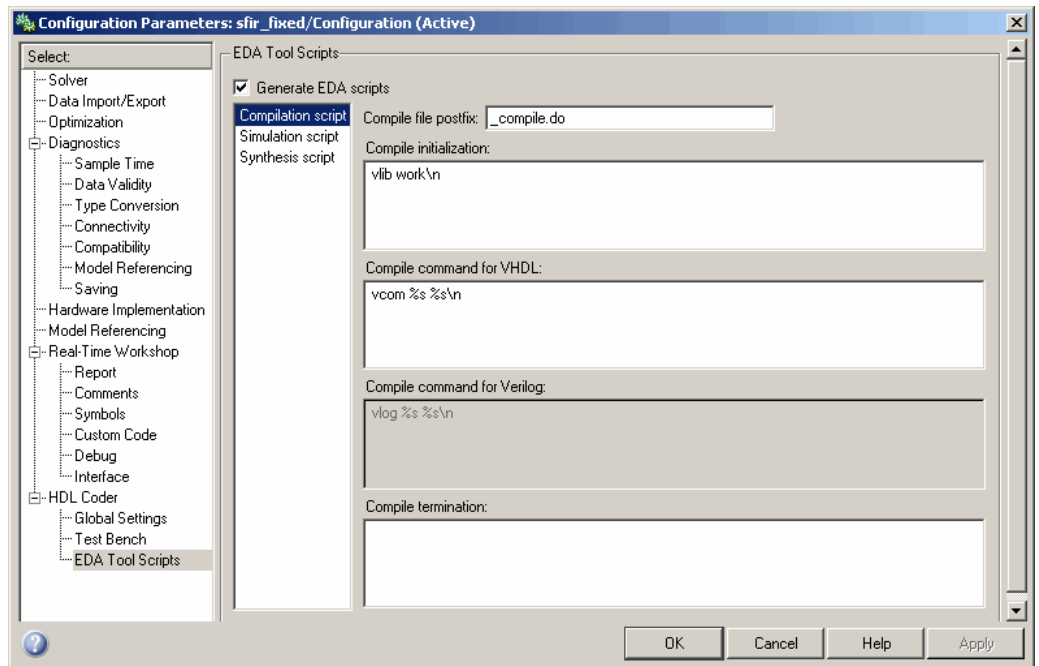 Configuration Parameters: sfir_fixed/Configuration (Active)
Select:
Solver
Data Import/Export
Optimization
Diagnostics
Sample Time
Data Validity
Type Conversion
Connectivity
Compatibility
Model Referencing
Saving
Hardware Implementation
Model Referencing
Real-Time Workshop
Report
Comments
Symbols
Custom Code
Debug
Interface
HDL Coder
Global Settings
Test Bench
EDA Tool Scripts
EDA Tool Scripts
Generate EDA scripts
Compilation script
Simulation script
Synthesis script
Compile file postfix: _compile.do
Compile initialization:
vlib work\n
Compile command for VHDL:
vcom %s %s\n
Compile command for Verilog:
vlog %s %s\n
Compile termination:
OK
Cancel
Help
Apply